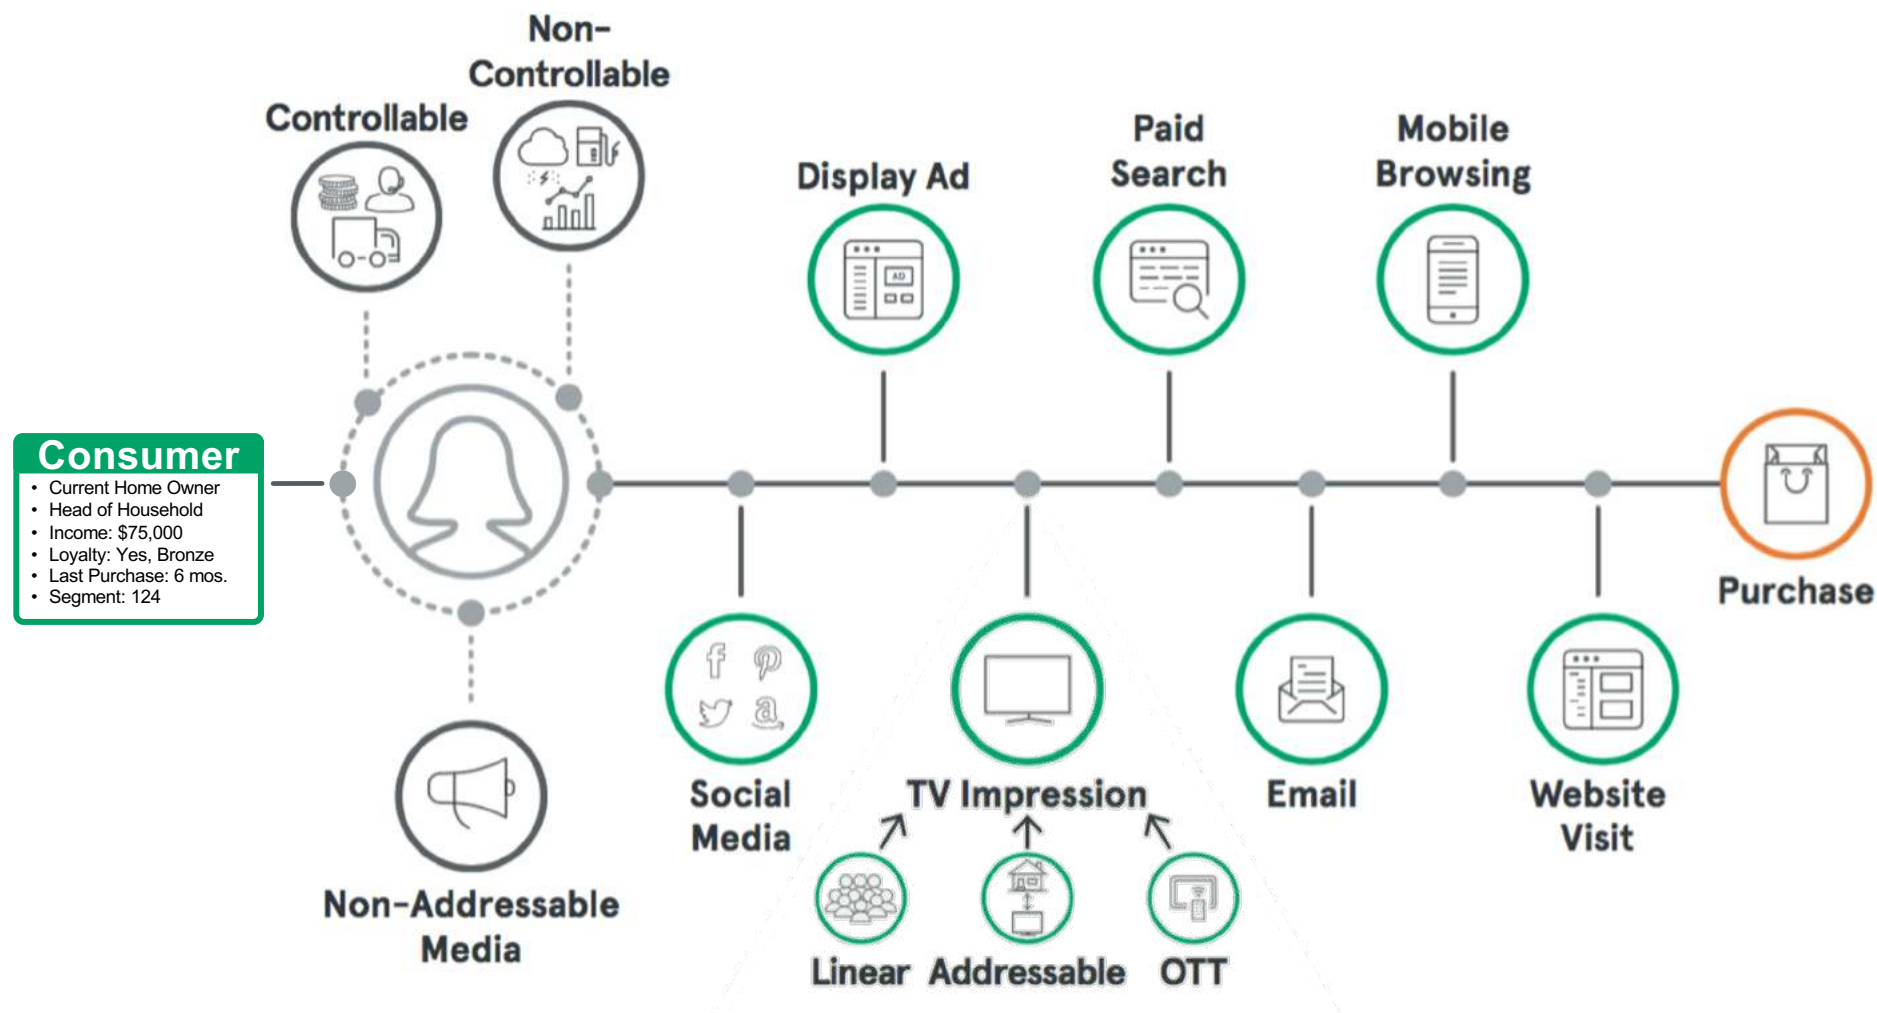 Non-
Controllable
Controllable
Display Ad
AD
Paid
Search
Mobile
Browsing
Consumer
• Current Home Owner
• Head of Household
• Income: $75,000
• Loyalty: Yes, Bronze
• Last Purchase: 6 mos.
• Segment: 124
Purchase
Social
Media
TV Impression
Email
Website
Visit
Non-Addressable
Media
Linear
Addressable
OTT